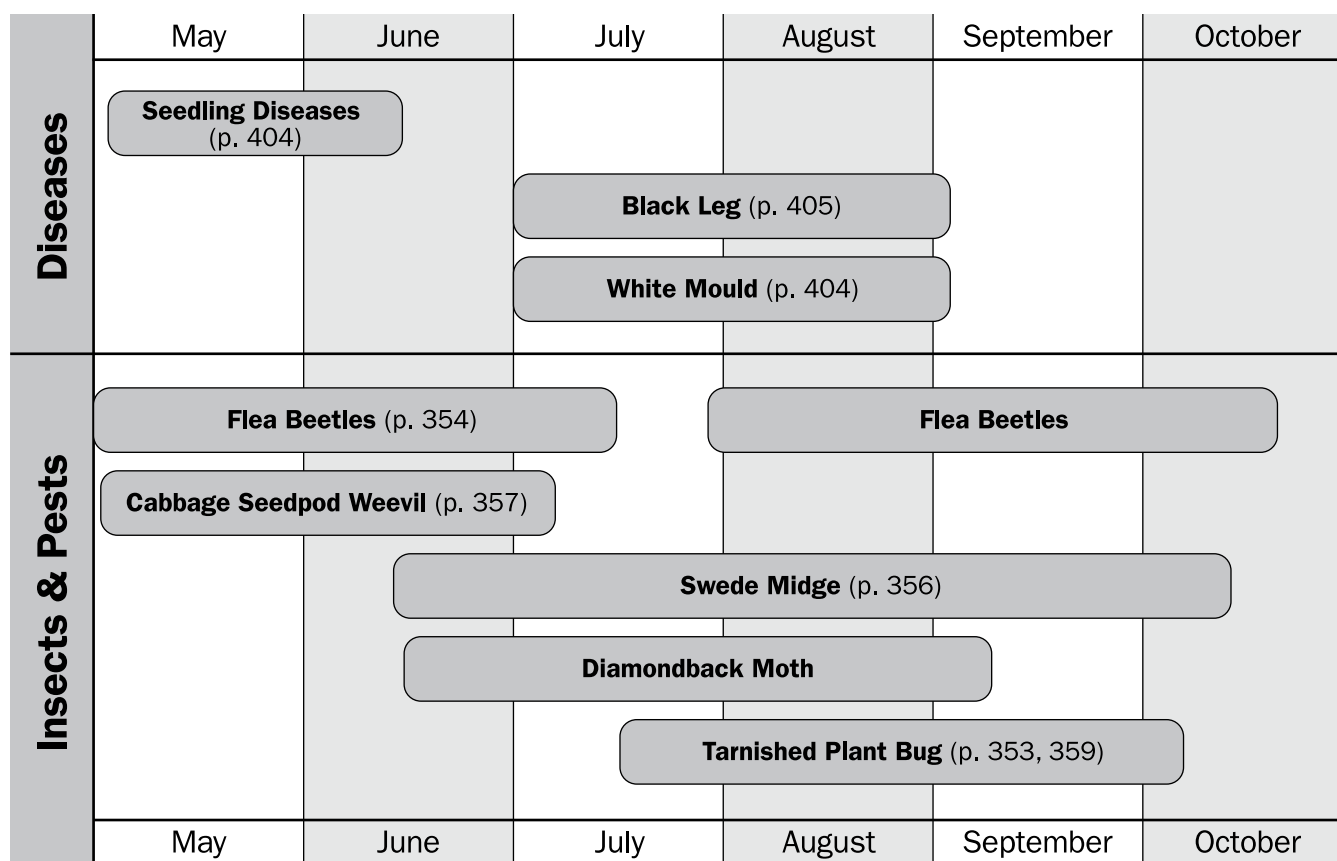 May June July August September October
Diseases
Seedling Diseases
(p. 404)
Black Leg (p. 405)
White Mould (p. 404)
Insects & Pests
Flea Beetles (p. 354) Flea Beetles
Cabbage Seedpod Weevil (p. 357)
Swede Midge (p. 356)
Diamondback Moth
Tarnished Plant Bug (p. 353, 359)
May June July August September October